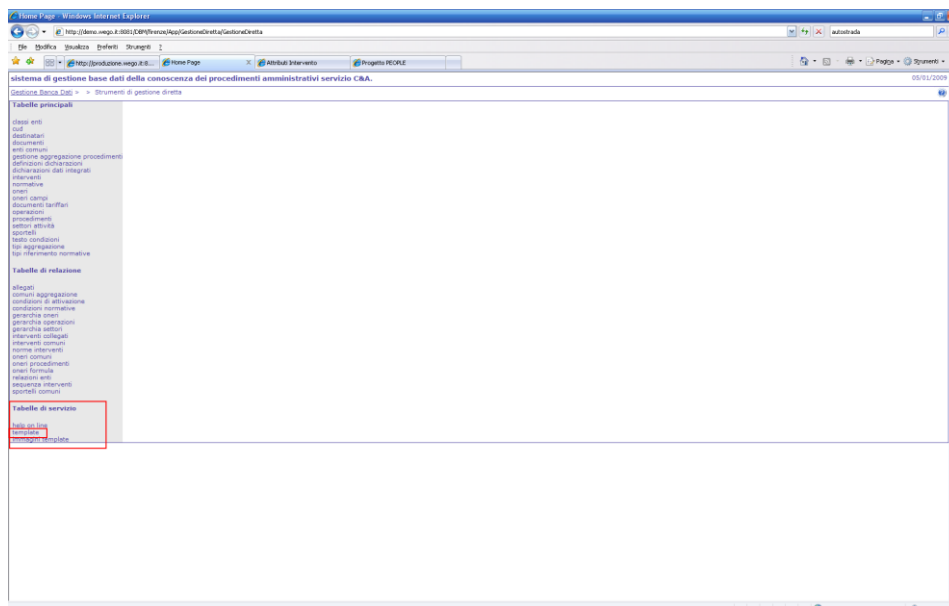 Home Page - Windows Internet Explorer
http://demo.wego.it:8081/DBM/firenze/App/GestioneDiretta/GestioneDiretta
autostrada
File Modifica Visualizza Preferiti Strumenti ?
http://produzione.wego.it:8... Home Page Attributi Intervento Progetto PEOPLE Pagina Strumenti
sistema di gestione base dati della conoscenza dei procedimenti amministrativi servizio C&A. 05/01/2009
Gestione Banca Dati > > Strumenti di gestione diretta
Tabelle principali
classi enti
cud
destinatari
documenti
enti comuni
gestione aggregazione procedimenti
definizioni dichiarazioni
dichiarazioni dati integrati
interventi
normative
oneri
oneri campi
documenti tariffari
operazioni
procedimenti
settori attività
sportelli
testo condizioni
tipi aggregazione
tipi riferimento normative
Tabelle di relazione
allegati
comuni aggregazione
condizioni di attivazione
condizioni normative
gerarchia oneri
gerarchia operazioni
gerarchia settori
interventi collegati
interventi comuni
norme interventi
oneri comuni
oneri procedimenti
oneri formula
relazioni enti
sequenza interventi
sportelli comuni
Tabelle di servizio
help on line
template
immagini template